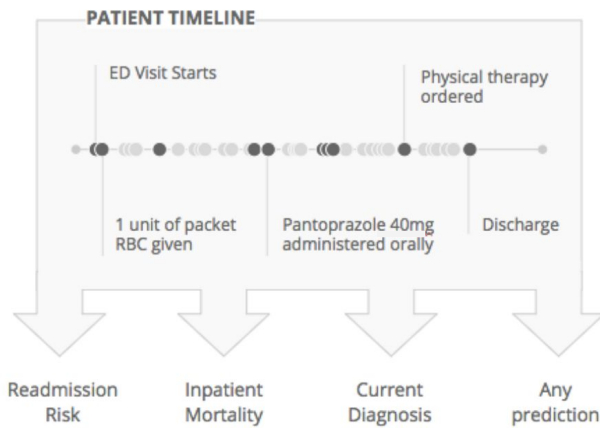 PATIENT TIMELINE
ED Visit Starts
Physical therapy
ordered
1 unit of packet
RBC given
Pantoprazole 40mg
administered orally
Discharge
Readmission
Risk
Inpatient
Mortality
Current
Diagnosis
Any
prediction